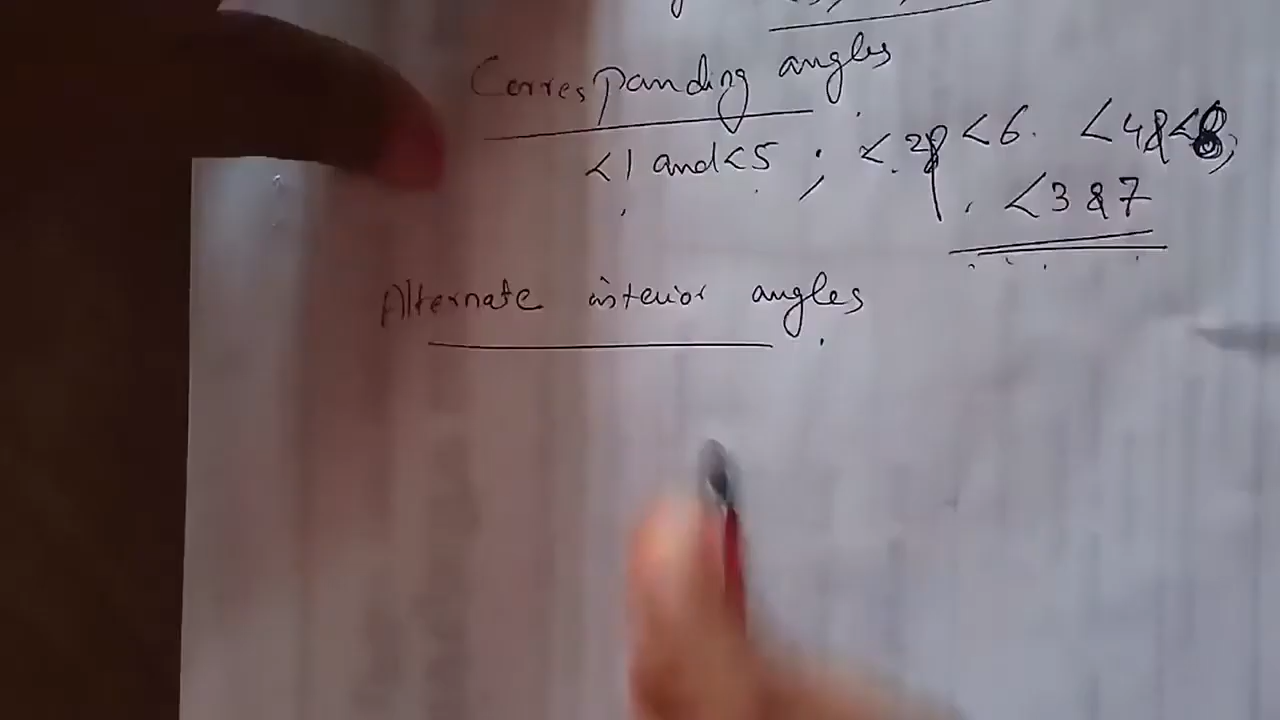 Corresponding angles
<1 and <5 ; <2& <6. <4&<8,
<3 & 7
Alternate interior angles